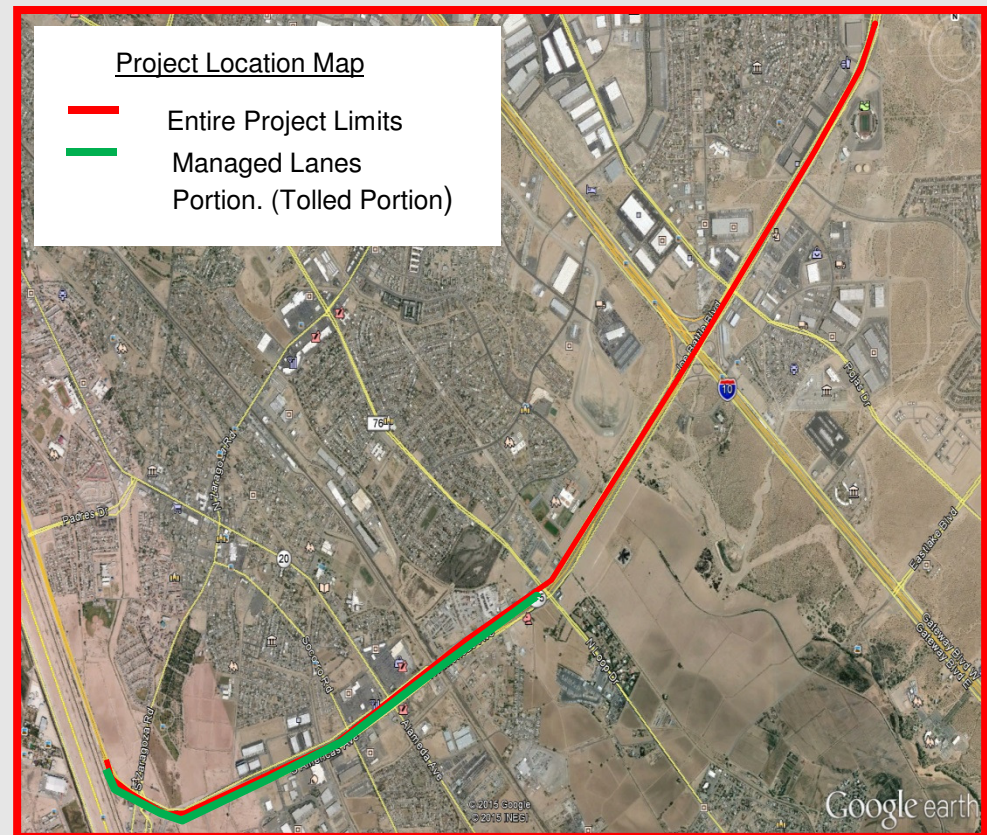 Project Location Map
Entire Project Limits
Managed Lanes
Portion. (Tolled Portion)
N
Joe Battle Blvd
10
Rojas Dr
76
N Zaragoza Rd
Padres Dr
20
Eastlake Blvd
Gateway Blvd W
Gateway Blvd E
N Loop Dr
Socorro Rd
Alameda Ave
S Zaragoza Rd
S Americas Ave
© 2015 Google
© 2015 INEGI
Google earth